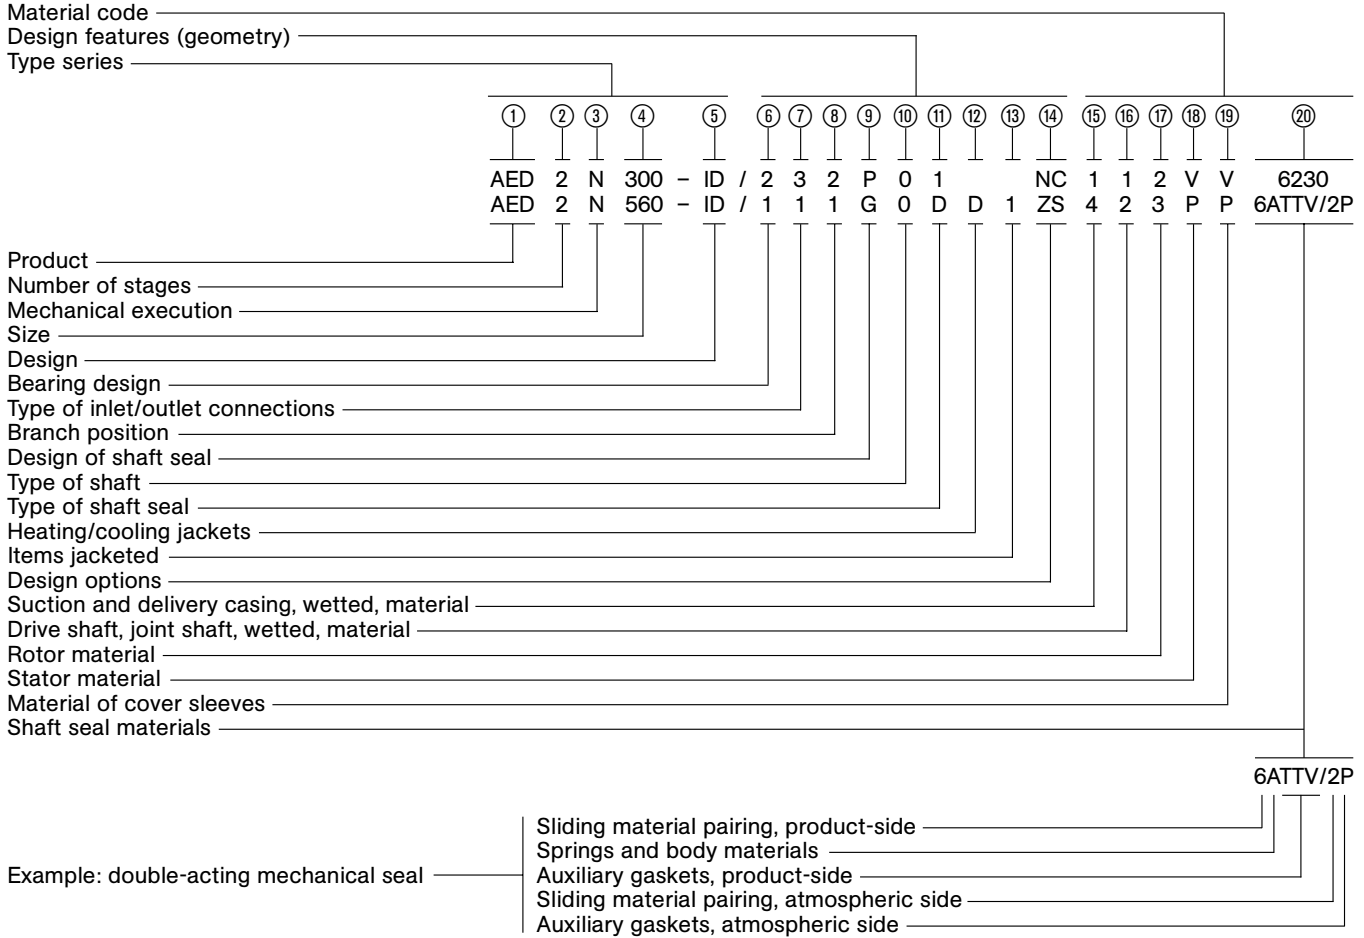 Material code
Design features (geometry)
Type series
① ② ③ ④ ⑤ ⑥ ⑦ ⑧ ⑨ ⑩ ⑪ ⑫ ⑬ ⑭ ⑮ ⑯ ⑰ ⑱ ⑲ ⑳
AED 2 N 300 – ID / 2 3 2 P 0 1 NC 1 1 2 V V 6230
AED 2 N 560 – ID / 1 1 1 G 0 D D 1 ZS 4 2 3 P P 6ATTV/2P
Product
Number of stages
Mechanical execution
Size
Design
Bearing design
Type of inlet/outlet connections
Branch position
Design of shaft seal
Type of shaft
Type of shaft seal
Heating/cooling jackets
Items jacketed
Design options
Suction and delivery casing, wetted, material
Drive shaft, joint shaft, wetted, material
Rotor material
Stator material
Material of cover sleeves
Shaft seal materials
6ATTV/2P
Example: double-acting mechanical seal
Sliding material pairing, product-side
Springs and body materials
Auxiliary gaskets, product-side
Sliding material pairing, atmospheric side
Auxiliary gaskets, atmospheric side